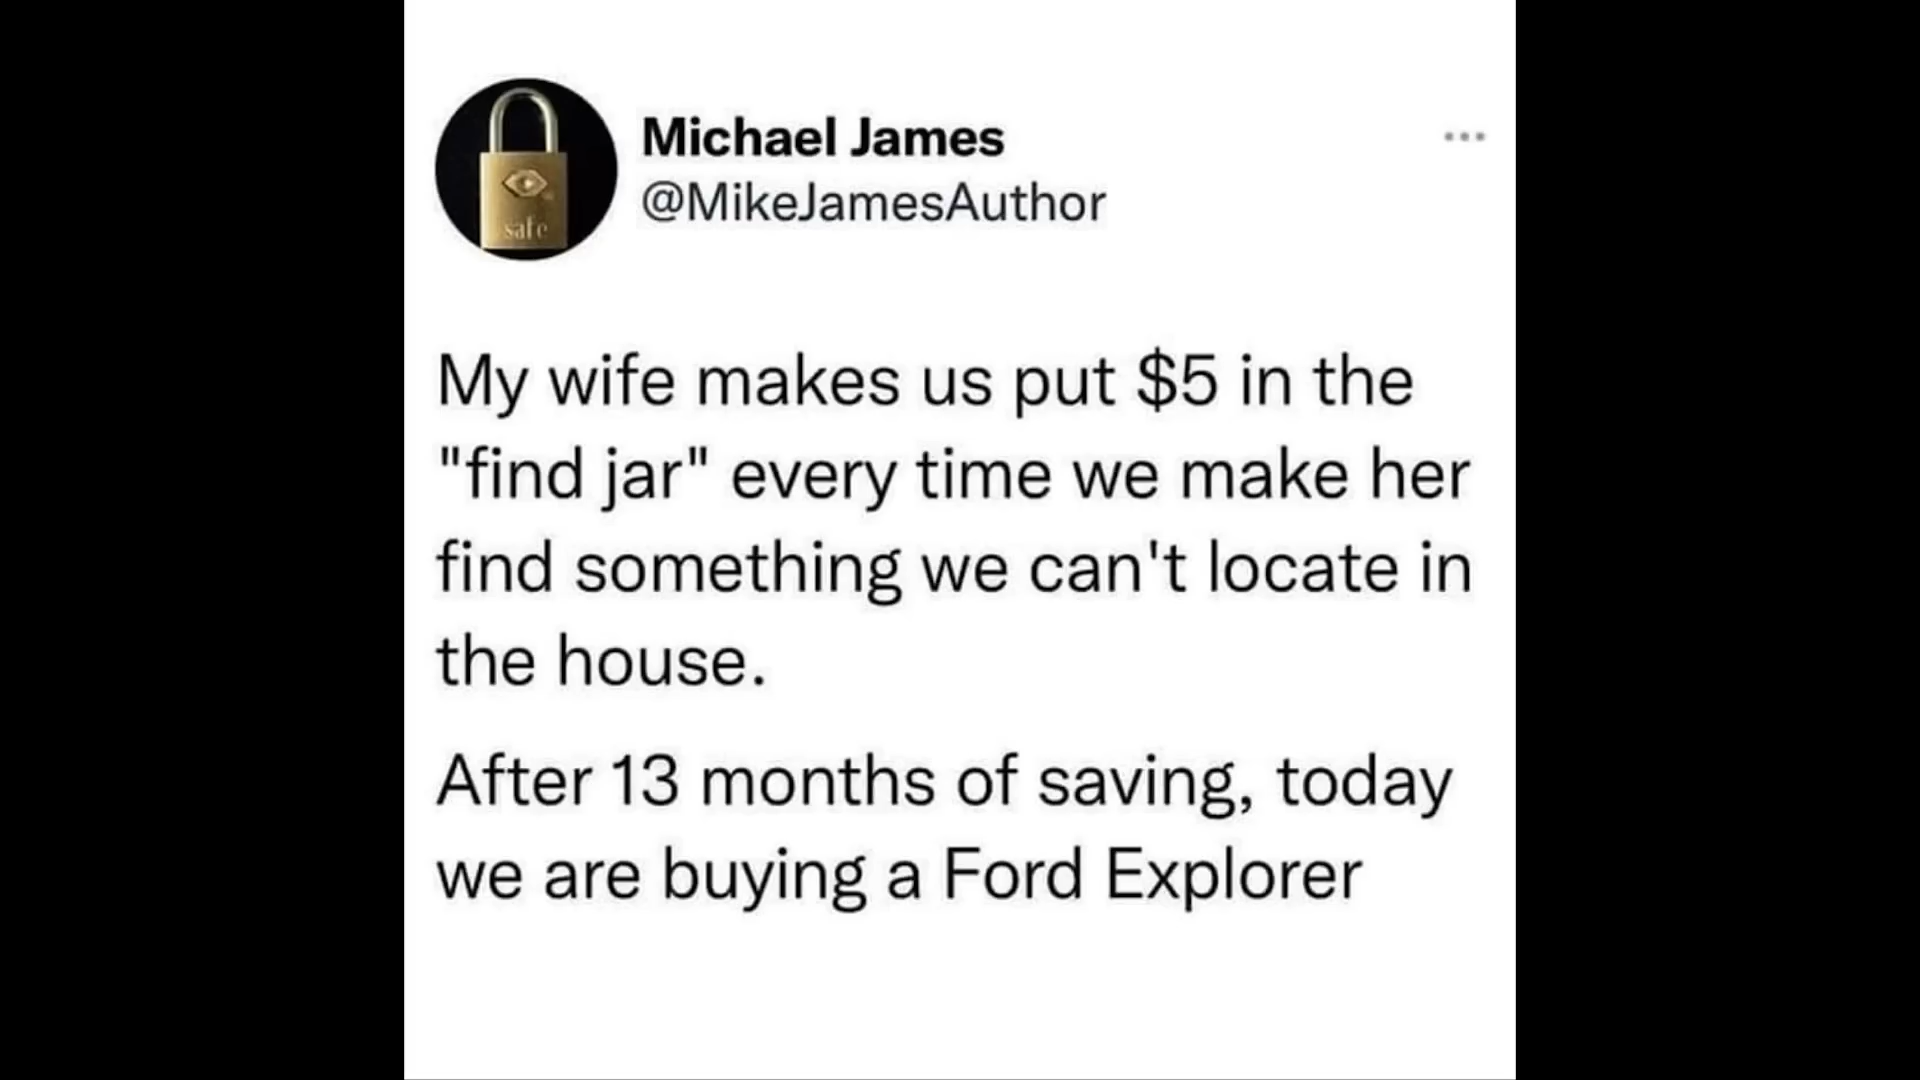 safe
Michael James
@MikeJamesAuthor
My wife makes us put $5 in the
"find jar" every time we make her
find something we can't locate in
the house.
After 13 months of saving, today
we are buying a Ford Explorer